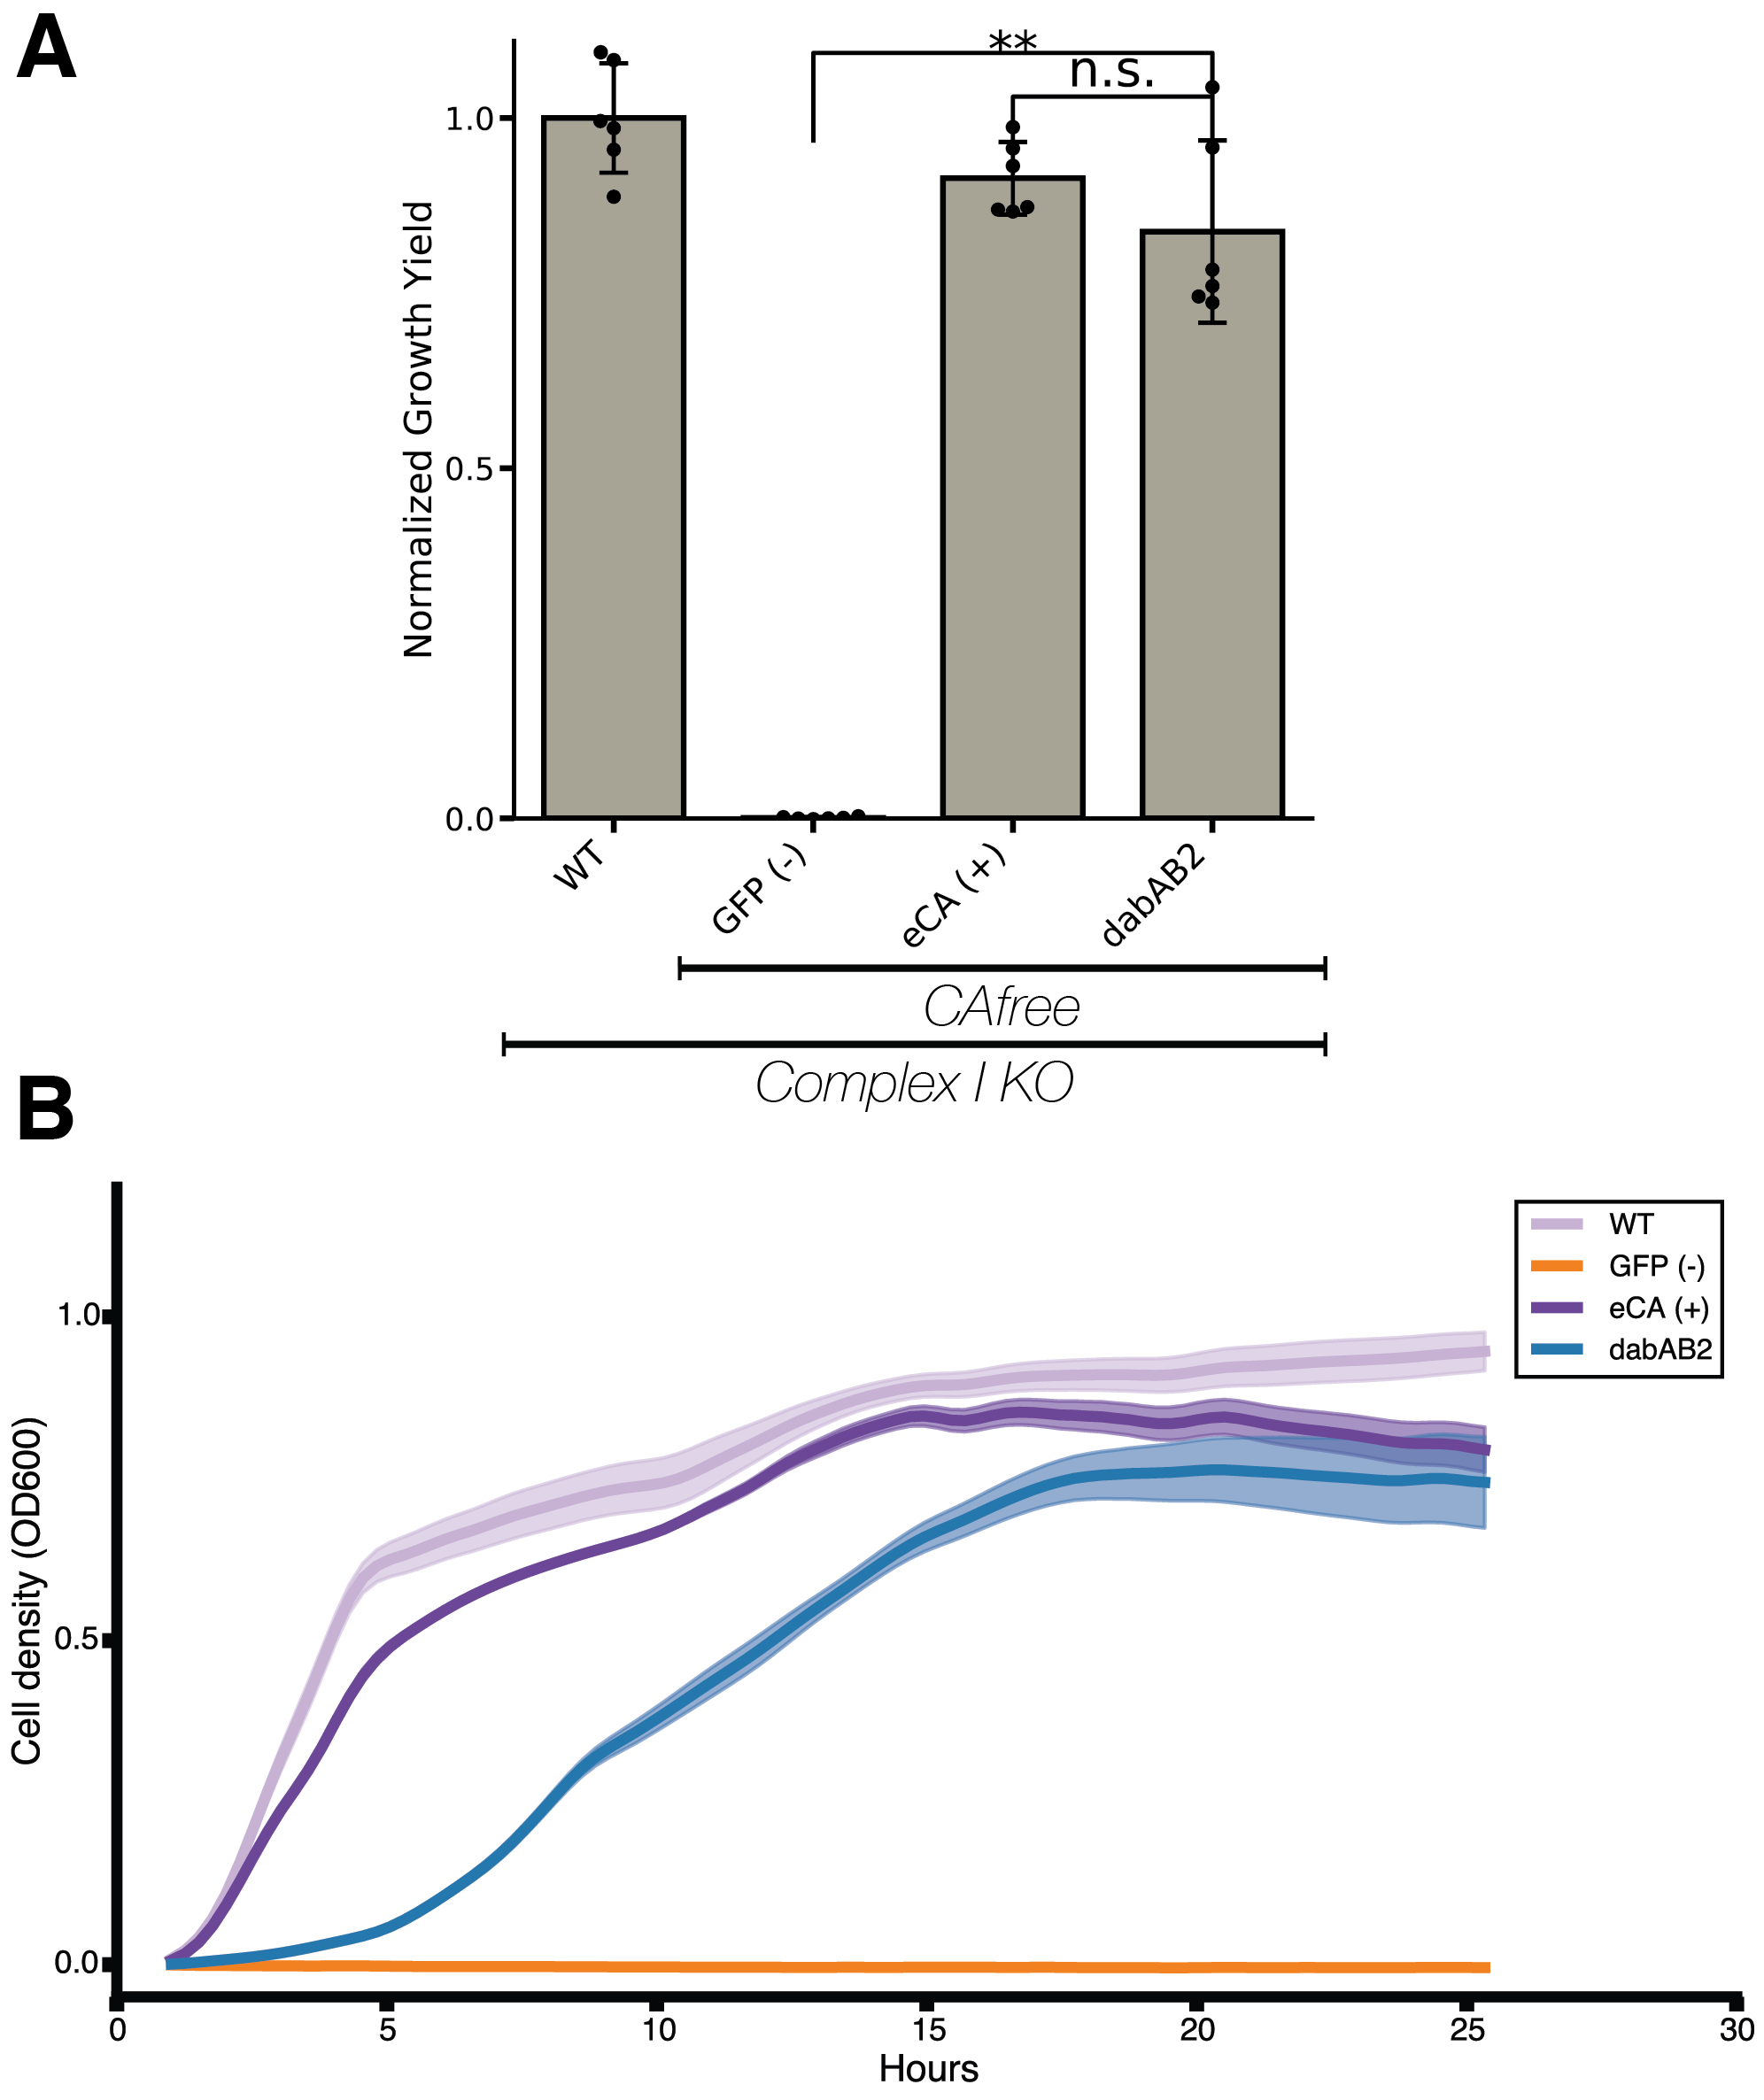 A
**
n.s.
1.0
0.5
0.0
Normalized Growth Yield
WT
GFP (-)
eCA (+)
dabAB2
CAfree
Complex I KO
B
WT
GFP (-)
eCA (+)
dabAB2
1.0
0.5
0.0
Cell density (OD600)
0 5 10 15 20 25 30
Hours